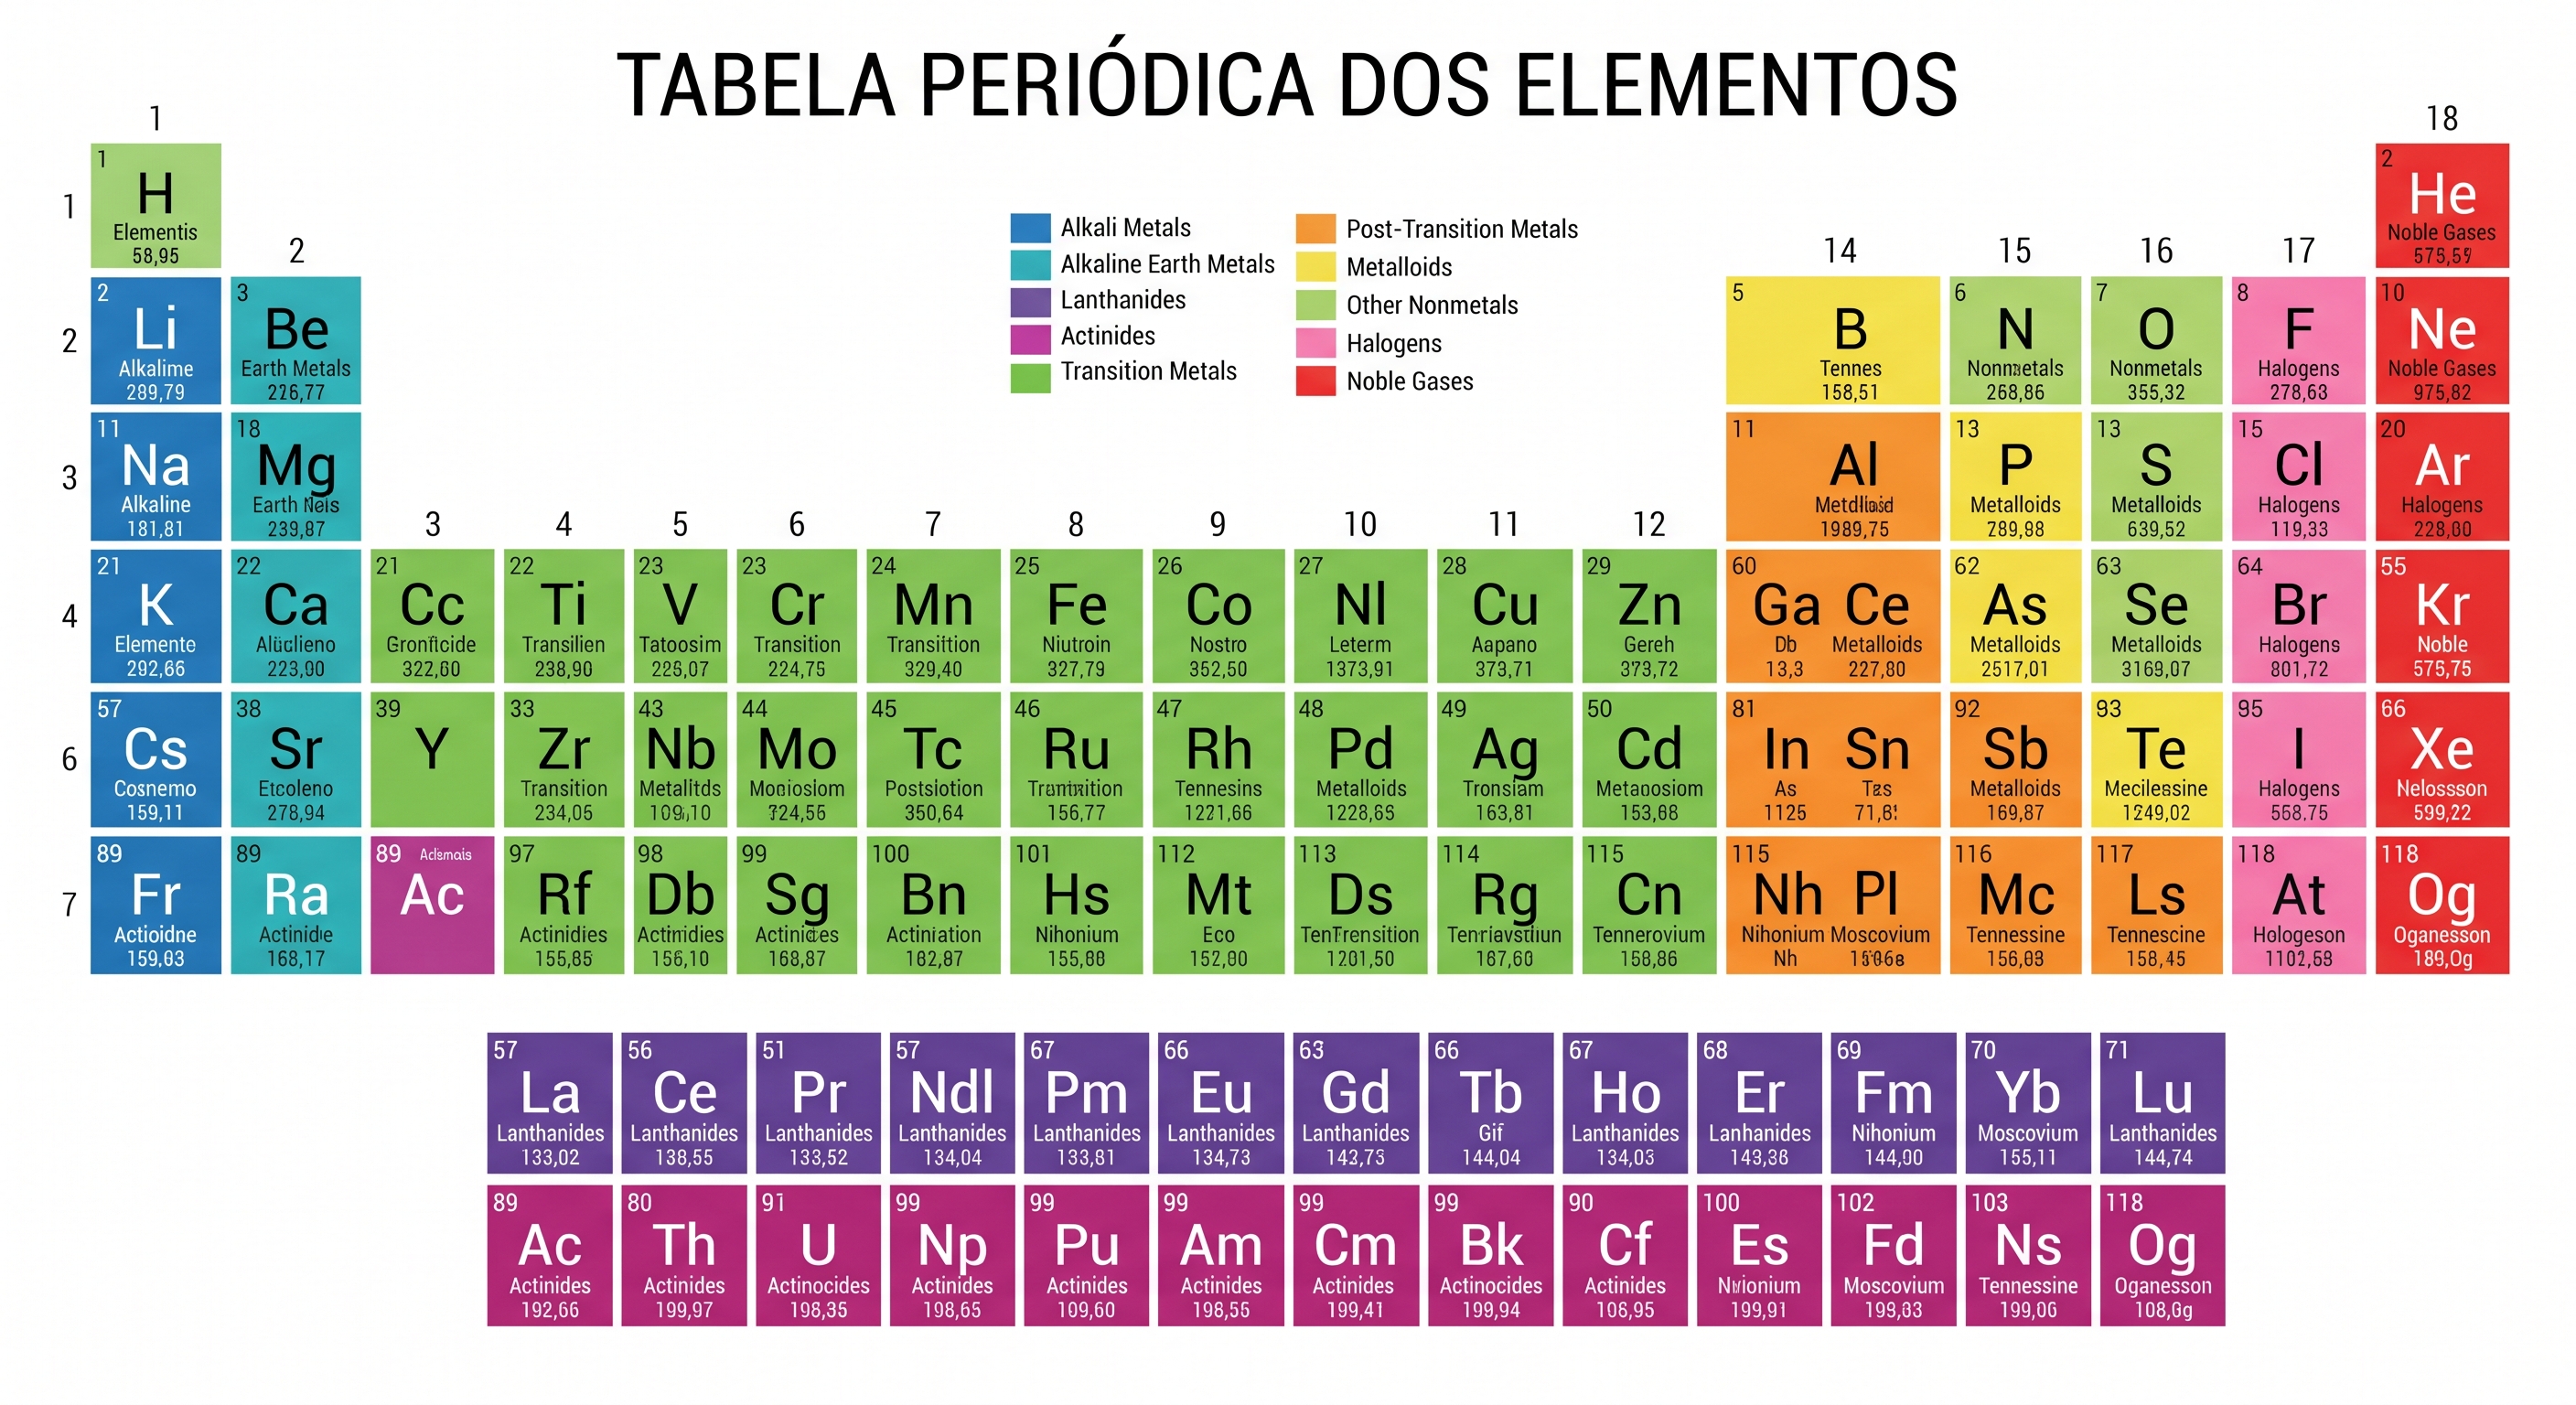 TABELA PERIÓDICA DOS ELEMENTOS
1
18
1
H
Elementis
58,95
2
He
Noble Gases
1
2
14
15
16
17
Alkali Metals
Alkaline Earth Metals
Lanthanides
Actinides
Transition Metals
Post-Transition Metals
Metalloids
Other Nonmetals
Halogens
Noble Gases
2
2
Li
Alkalime
289,79
3
Be
Earth Metals
226,77
5
B
Tennes
158,51
6
N
Nonmetals
268,86
7
O
Nonmetals
355,32
8
F
Halogens
278,63
10
Ne
Noble Gases
975,82
3
11
Na
Alkaline
181,81
18
Mg
Earth
239,87
11
Al
1989,75
13
P
Metalloids
289,88
13
S
Metalloids
639,52
15
Cl
Halogens
119,33
20
Ar
Halogens
228,00
3
4
5
6
7
8
9
10
11
12
4
21
K
Elemente
292,66
22
Ca
223,00
21
Cc
322,60
22
Ti
Transilien
238,90
23
V
Tatoosim
225,07
23
Cr
Transition
224,75
24
Mn
329,40
25
Fe
Niutroin
327,79
26
Co
Nostro
352,50
27
Nl
Leterm
1373,91
28
Cu
Aapano
373,71
29
Zn
Gereh
373,72
60
Ga Ce
Db Metalloids
13,3 227,80
62
As
Metalloids
2517,01
63
Se
Metalloids
3169,07
64
Br
Halogens
801,72
55
Kr
Noble
575,75
6
57
Cs
Cosnemo
159,11
38
Sr
Etcoleno
278,94
39
Y
33
Zr
Transition
234,05
43
Nb
44
Mo
45
Tc
Postsiotion
350,64
46
Ru
156,77
47
Rh
Tennesins
1221,66
48
Pd
Metalloids
1228,65
49
Ag
Tronsiam
163,81
50
Cd
Metaoosiom
153,68
81
In Sn
As
1125
92
Sb
Metalloids
169,87
93
Te
Mecilessine
1249,02
95
I
Halogens
558,75
66
Xe
Nelossson
599,22
7
89
Fr
Actioidne
159,03
89
Ra
Actinidie
168,17
89
Ac
97
Rf
Actinidies
155,85
98
Db
156,10
99
Sg
168,87
100
Bn
Actiniation
182,87
101
Hs
Nihonium
155,88
112
Mt
Eco
152,00
113
Ds
1201,50
114
Rg
187,60
115
Cn
Tennerovium
158,86
115
Nh Pl
Nihonium Moscovium
Nh
116
Mc
Tennessine
156,03
117
Ls
Tennescine
158,45
118
At
Hologeson
1102,58
118
Og
Oganesson
189,Og
57
La
Lanthanides
133,02
56
Ce
Lanthanides
138,55
51
Pr
Lanthanides
133,52
57
Ndl
Lanthanides
134,04
67
Pm
Lanthanides
133,81
66
Eu
Lanthanides
134,73
63
Gd
Lanthanides
142,73
66
Tb
Gif
144,04
67
Ho
Lanthanides
134,03
68
Er
Lanhanides
143,38
69
Fm
Nihonium
144,00
70
Yb
Moscovium
155,11
71
Lu
Lanthanides
144,74
89
Ac
Actinides
192,66
80
Th
Actinides
199,97
91
U
Actinocides
198,35
99
Np
Actinides
198,65
99
Pu
Actinides
109,60
99
Am
Actinides
198,55
99
Cm
Actinides
199,41
99
Bk
Actinocides
199,94
90
Cf
Actinides
106,95
100
Es
199,91
102
Fd
Moscovium
199,03
103
Ns
Tennessine
199,06
118
Og
Oganesson
108,0g